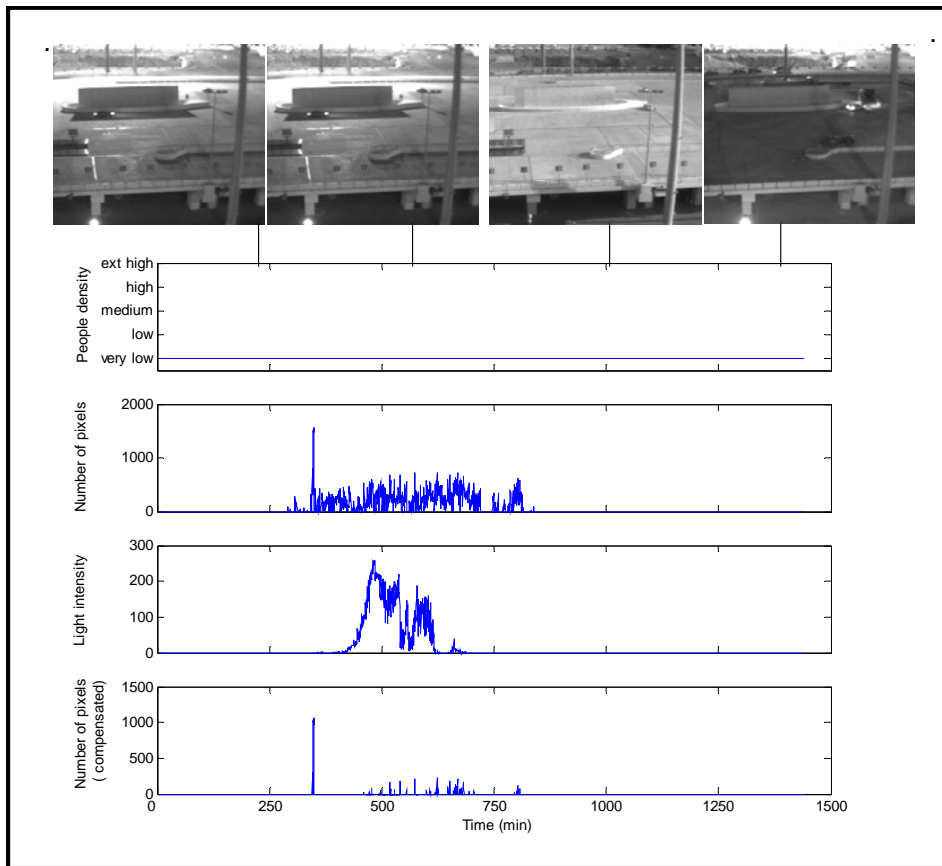 ext high
high
medium
low
very low
People density
2000
1000
0
Number of pixels
300
200
100
0
Light intensity
1500
1000
500
0
Number of pixels
( compensated)
0 250 500 750 1000 1250 1500
Time (min)